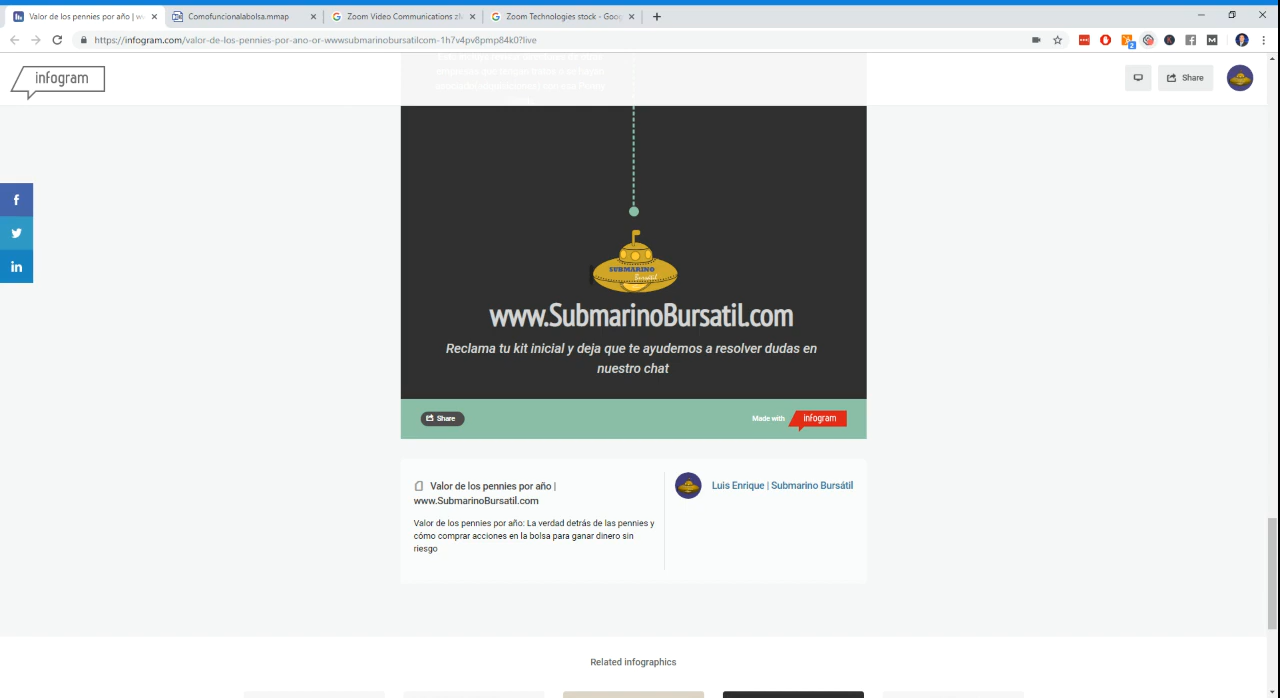 Valor de los pennies por año | w
Comofuncionalabolsa.mmap
Zoom Video Communications
Zoom Technologies stock - Goo
https://infogram.com/valor-de-los-pennies-por-ano-or-wwwsubmarinobursatilcom-1h7v4pv8pmp84k0?live
infogram
Share
f
in
SUBMARINO
Bursátil
www.SubmarinoBursatil.com
Reclama tu kit inicial y deja que te ayudemos a resolver dudas en
nuestro chat
Share
Made with
infogram
Valor de los pennies por año |
www.SubmarinoBursatil.com
Valor de los pennies por año: La verdad detrás de las pennies y
cómo comprar acciones en la bolsa para ganar dinero sin
riesgo
Luis Enrique | Submarino Bursátil
Related infographics